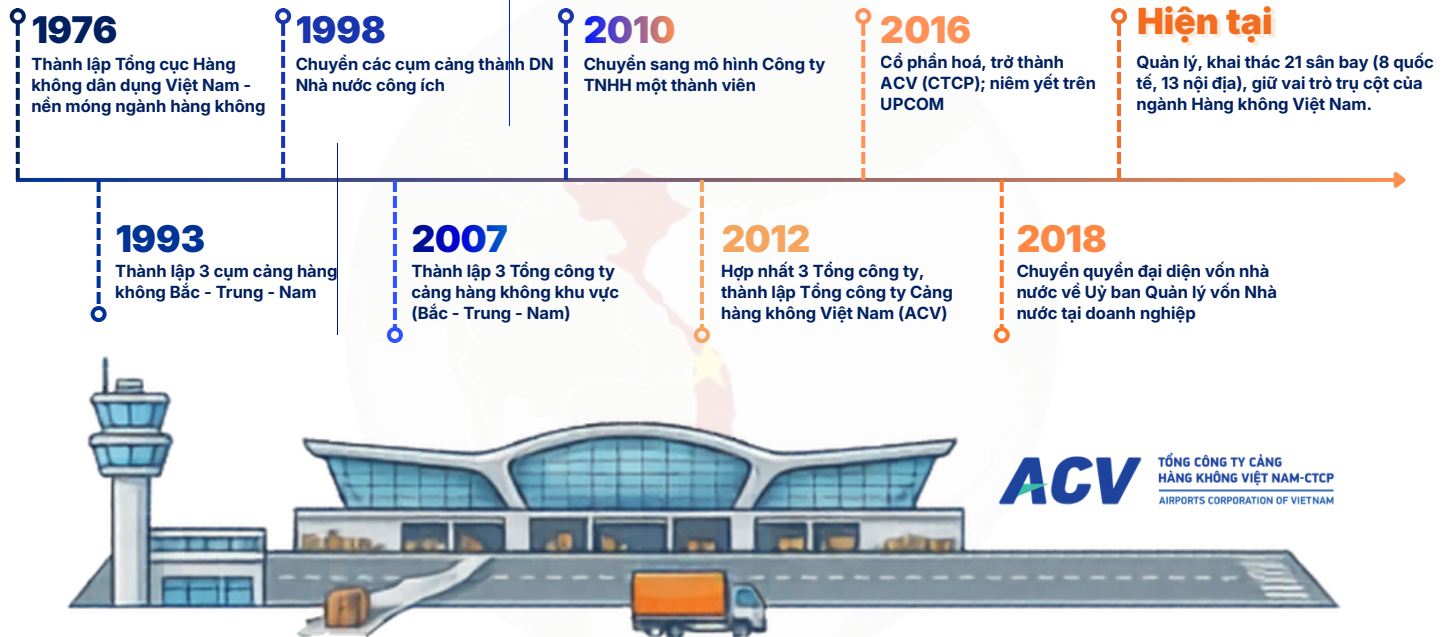 1976
Thành lập Tổng cục Hàng
không dân dụng Việt Nam -
nền móng ngành hàng không
1998
Chuyển các cụm cảng thành DN
Nhà nước công ích
2010
Chuyển sang mô hình Công ty
TNHH một thành viên
2016
Cổ phần hoá, trở thành
ACV (CTCP); niêm yết trên
UPCOM
Hiện tại
Quản lý, khai thác 21 sân bay (8 quốc
tế, 13 nội địa), giữ vai trò trụ cột của
ngành Hàng không Việt Nam.
1993
Thành lập 3 cụm cảng hàng
không Bắc - Trung - Nam
2007
Thành lập 3 Tổng công ty
cảng hàng không khu vực
(Bắc - Trung - Nam)
2012
Hợp nhất 3 Tổng công ty,
thành lập Tổng công ty Cảng
hàng không Việt Nam (ACV)
2018
Chuyển quyền đại diện vốn nhà
nước về Uỷ ban Quản lý vốn Nhà
nước tại doanh nghiệp
ACV
TỔNG CÔNG TY CẢNG
HÀNG KHÔNG VIỆT NAM-CTCP
AIRPORTS CORPORATION OF VIETNAM